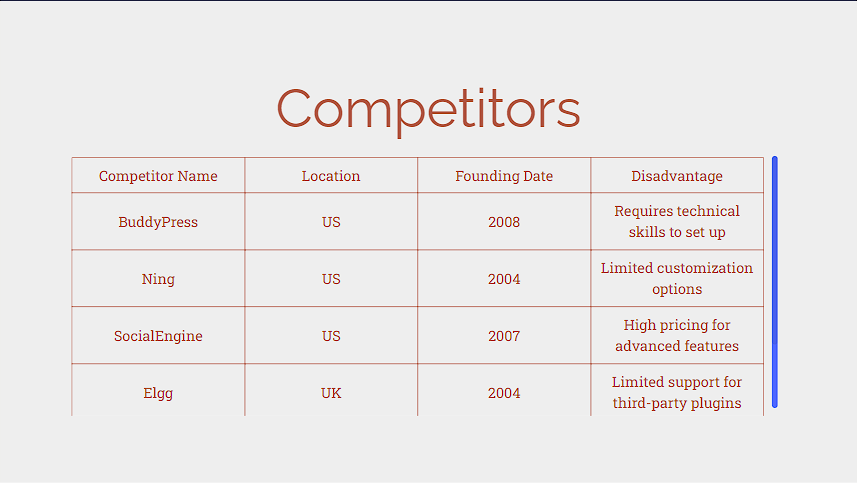 Competitors
Competitor Name Location Founding Date Disadvantage
BuddyPress US 2008 Requires technical
skills to set up
Ning US 2004 Limited customization
options
SocialEngine US 2007 High pricing for
advanced features
Elgg UK 2004 Limited support for
third-party plugins